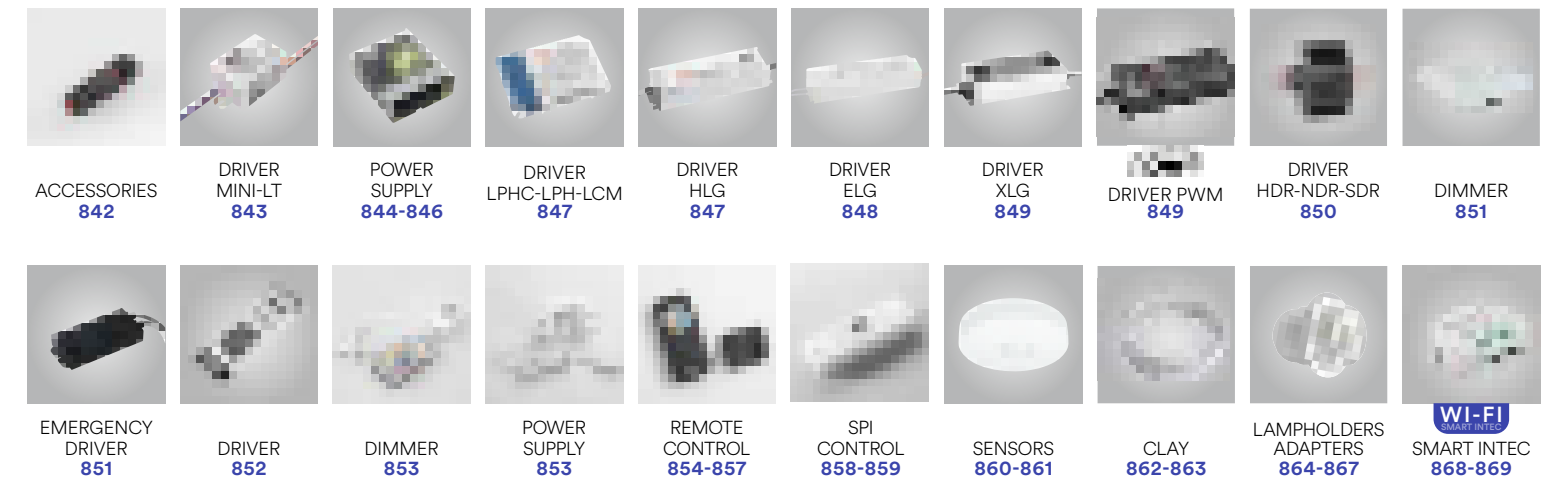 ACCESSORIES
842
DRIVER
MINI-LT
843
POWER
SUPPLY
844-846
DRIVER
LPHC-LPH-LCM
847
DRIVER
HLG
847
DRIVER
ELG
848
DRIVER
XLG
849
DRIVER PWM
849
DRIVER
HDR-NDR-SDR
850
DIMMER
851
EMERGENCY
DRIVER
851
DRIVER
852
DIMMER
853
POWER
SUPPLY
853
REMOTE
CONTROL
854-857
SPI
CONTROL
858-859
SENSORS
860-861
CLAY
862-863
LAMPHOLDERS
ADAPTERS
864-867
WI-FI
SMART INTEC
SMART INTEC
868-869